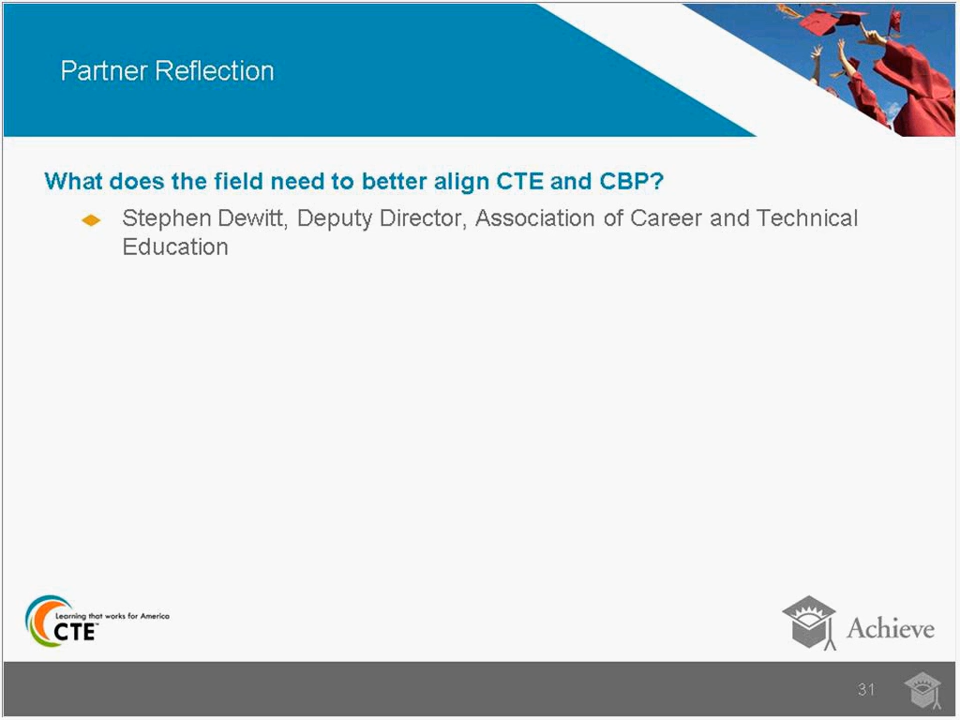 Partner Reflection
What does the field need to better align CTE and CBP?
Stephen Dewitt, Deputy Director, Association of Career and Technical
Education
Learning that works for America
CTE™
Achieve
31